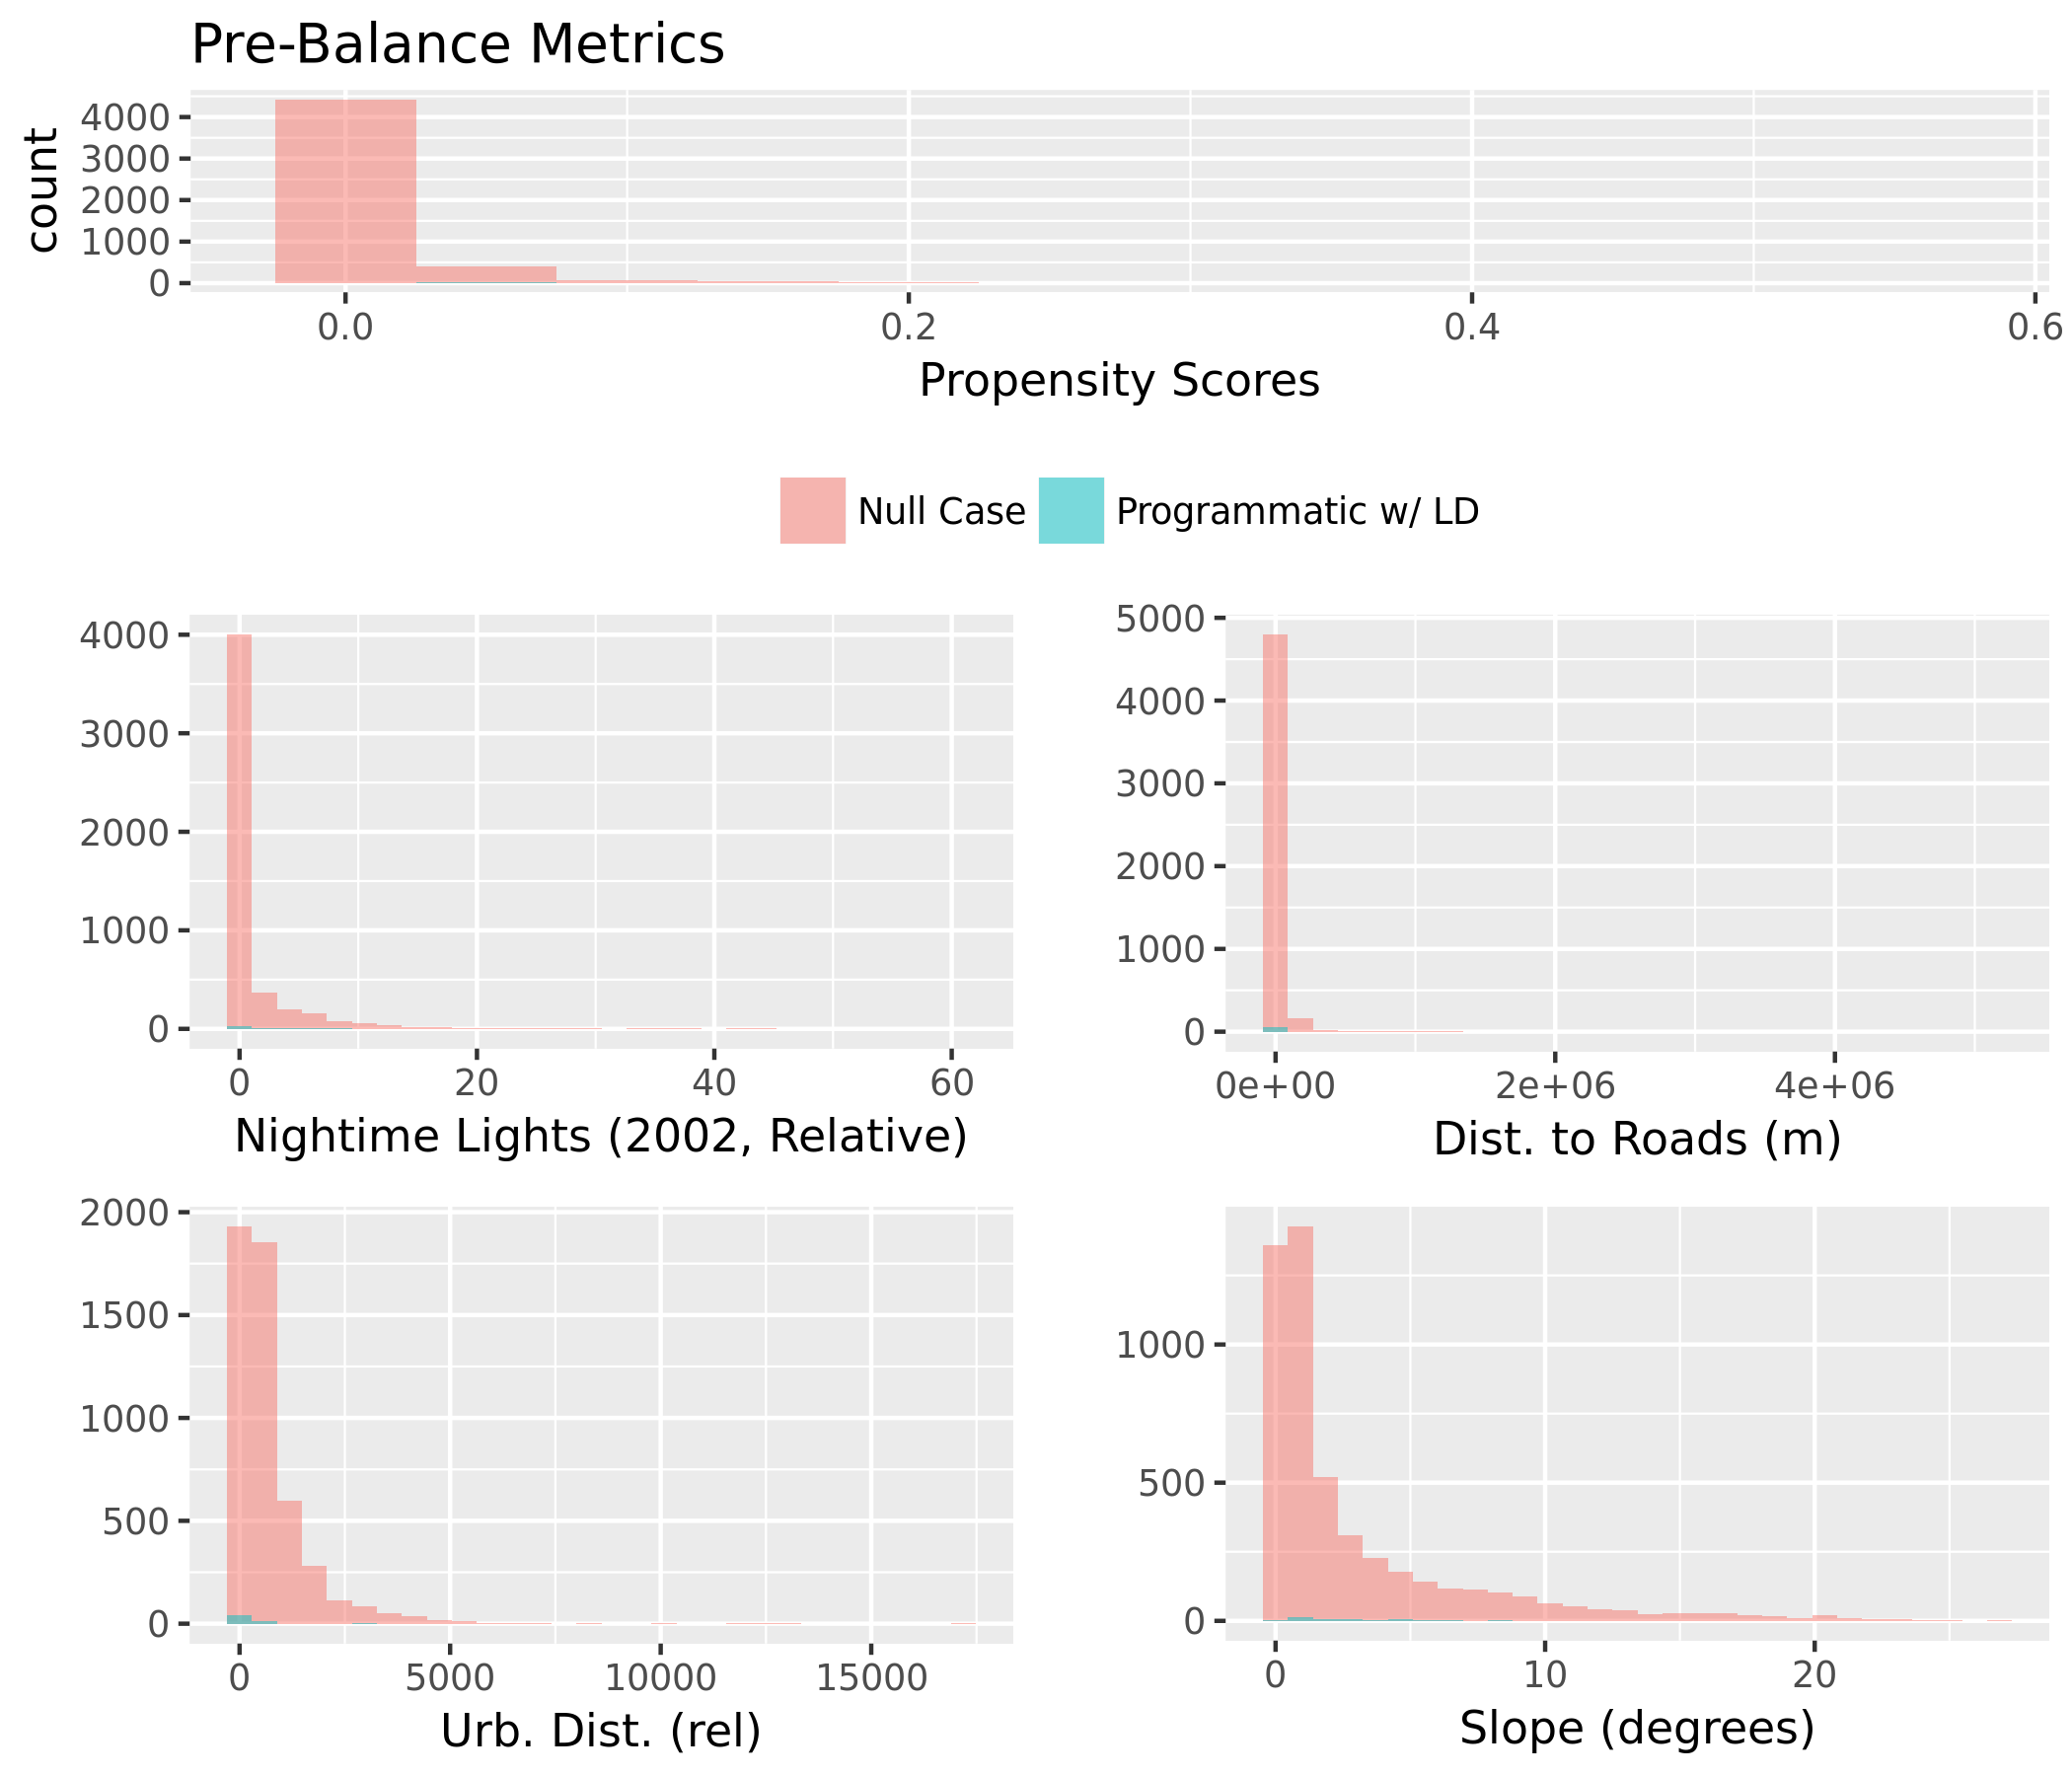 Pre-Balance Metrics
count
4000
3000
2000
1000
0
0.0 0.2 0.4 0.6
Propensity Scores
Null Case Programmatic w/ LD
4000
3000
2000
1000
0
0 20 40 60
Nightime Lights (2002, Relative)
5000
4000
3000
2000
1000
0
0e+00 2e+06 4e+06
Dist. to Roads (m)
2000
1500
1000
500
0
0 5000 10000 15000
Urb. Dist. (rel)
1000
500
0
0 10 20
Slope (degrees)